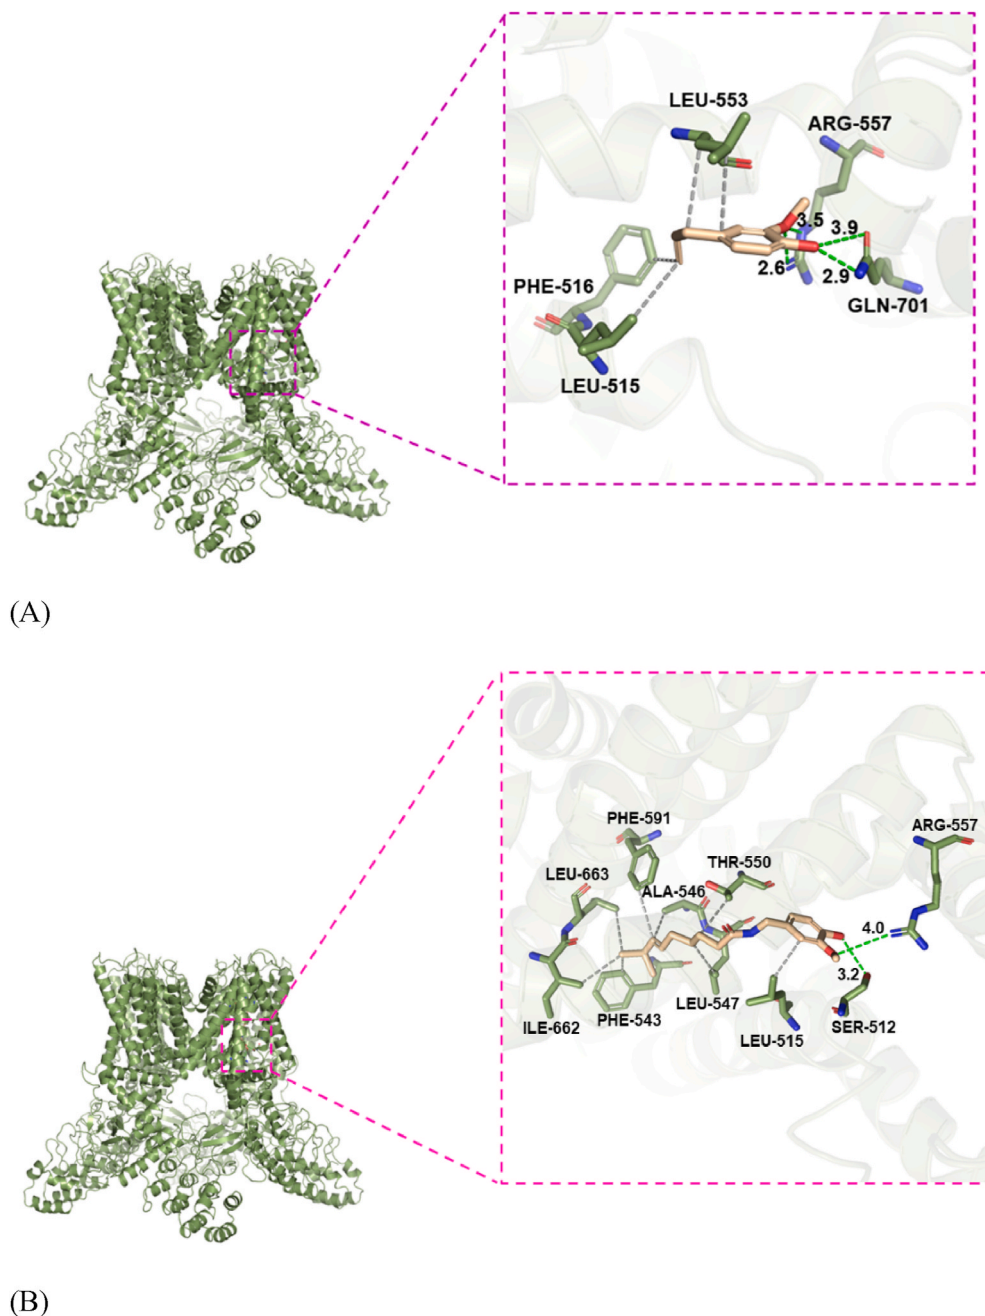 LEU-553
ARG-557
3.5
3.9
2.6
2.9
PHE-516
GLN-701
LEU-515
(A)
PHE-591
ARG-557
LEU-663
THR-550
ALA-546
4.0
3.2
LEU-547
ILE-662
PHE-543
LEU-515
SER-512
(B)